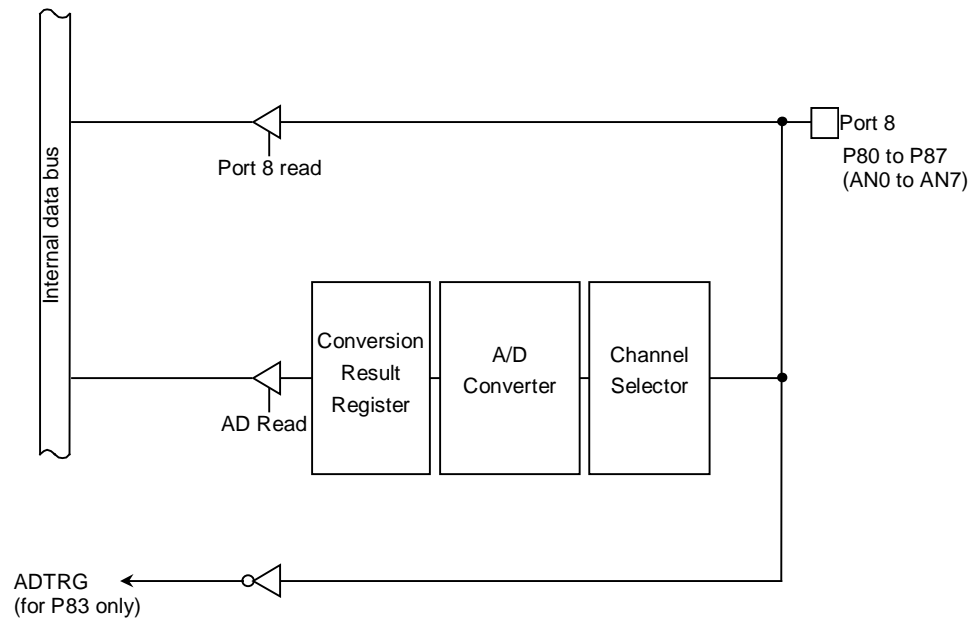 Internal data bus
Port 8 read
Port 8
P80 to P87
(AN0 to AN7)
Conversion
Result
Register
A/D
Converter
Channel
Selector
AD Read
ADTRG
(for P83 only)